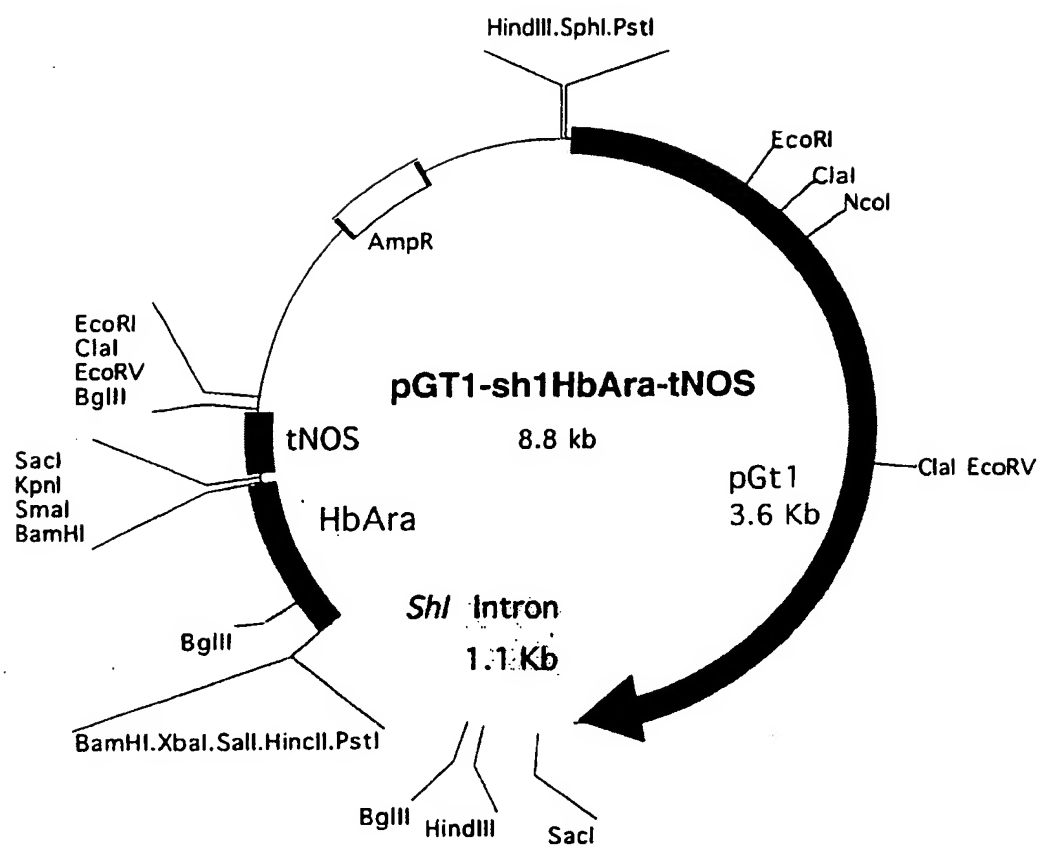 HindIII.SphI.PstI
EcoRI
ClaI
NcoI
AmpR
EcoRI
ClaI
EcoRV
BglII
pGT1-sh1HbAra-tNOS
8.8 kb
tNOS
SacI
KpnI
SmaI
BamHI
HbAra
pGt1
3.6 Kb
ClaI EcoRV
ShI Intron
1.1 Kb
BglII
BamHI.XbaI.SalI.HincII.PstI
BglII
HindIII
SacI